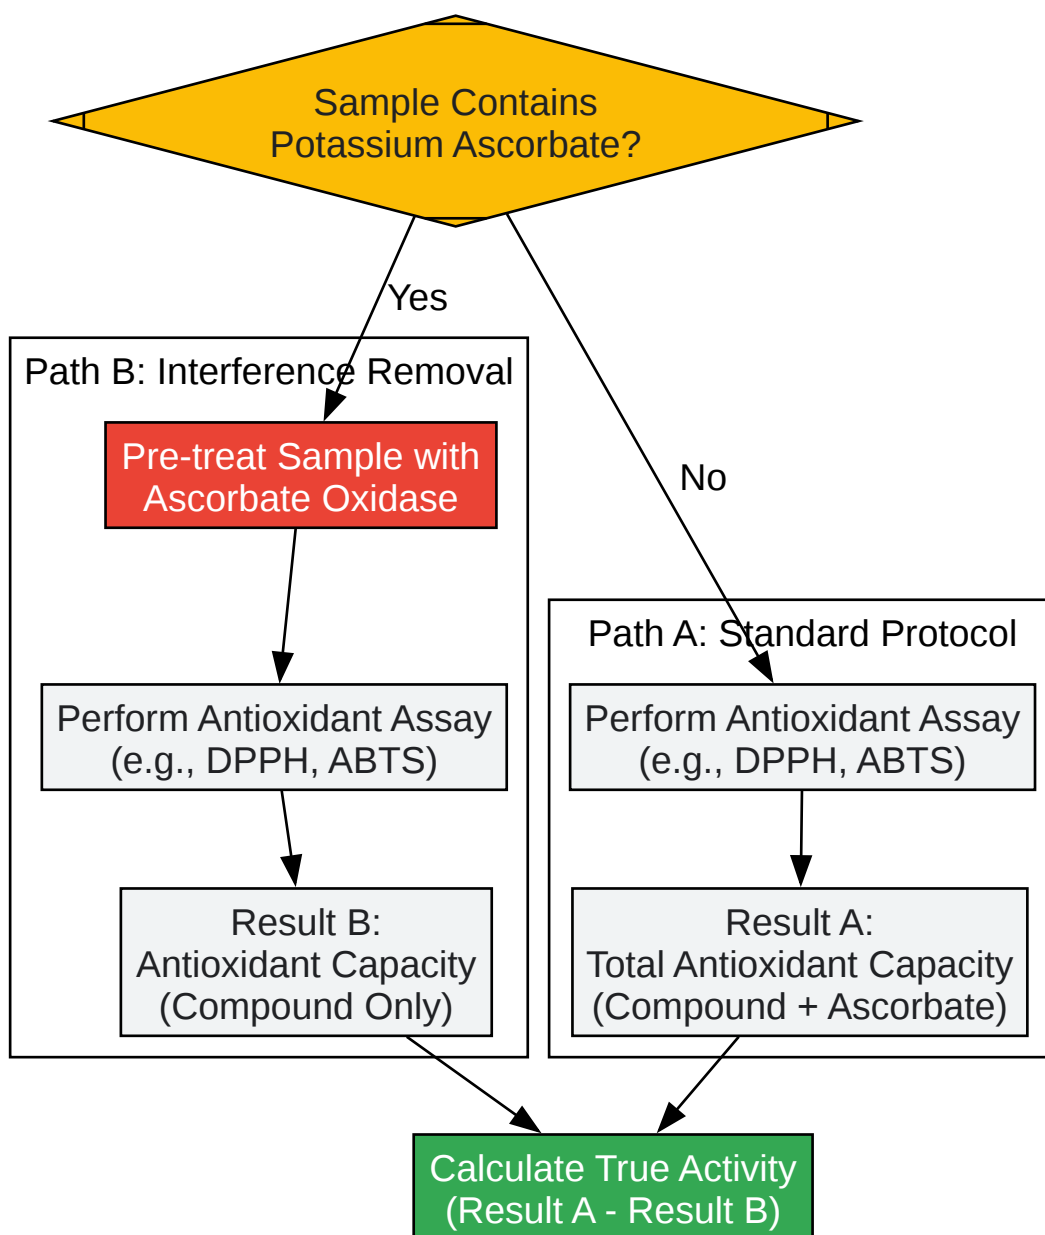 Sample Contains
Potassium Ascorbate?
Yes
Path B: Interference Removal
Pre-treat Sample with
Ascorbate Oxidase
Perform Antioxidant Assay
(e.g., DPPH, ABTS)
Result B:
Antioxidant Capacity
(Compound Only)
No
Path A: Standard Protocol
Perform Antioxidant Assay
(e.g., DPPH, ABTS)
Result A:
Total Antioxidant Capacity
(Compound + Ascorbate)
Calculate True Activity
(Result A - Result B)